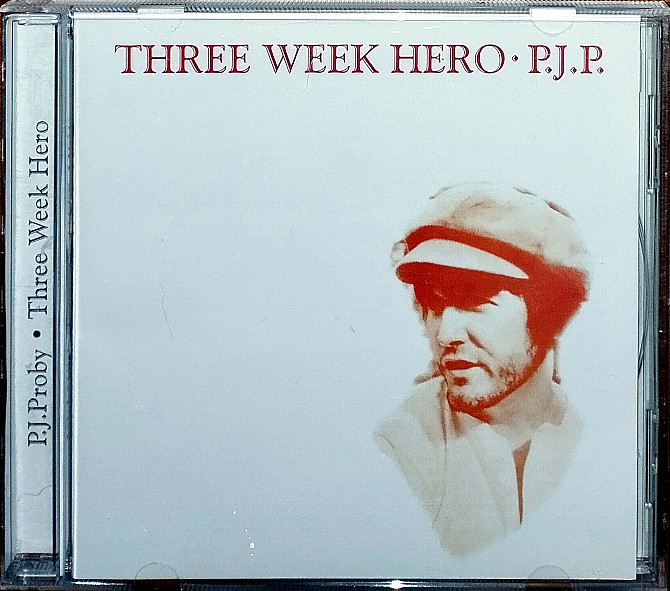 THREE WEEK HERO · P.J.P.
P.J.Proby • Three Week Hero